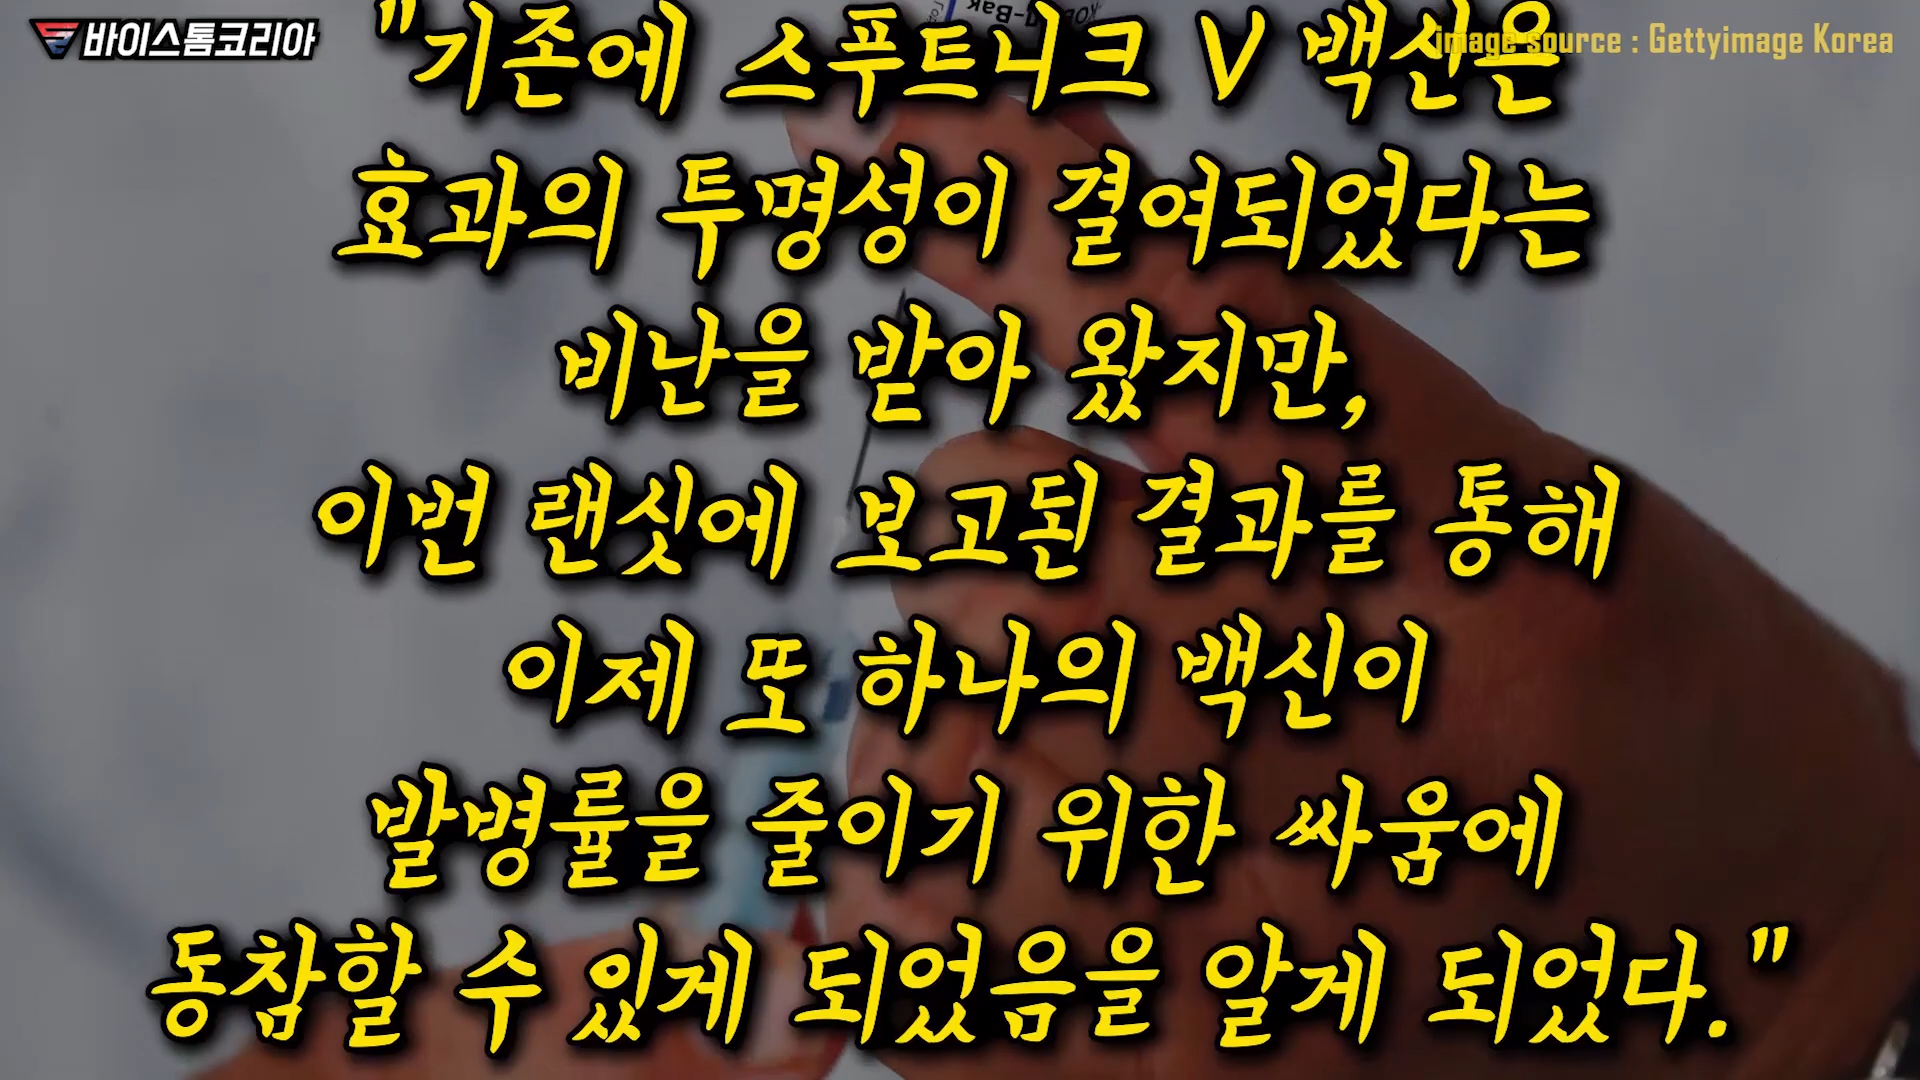 바이스톰코리아
image source : Gettyimage Korea
"기존에 스푸트니크 V 백신은
효과의 투명성이 결여되었다는
비난을 받아 왔지만,
이번 랜싯에 보고된 결과를 통해
이제 또 하나의 백신이
발병률을 줄이기 위한 싸움에
동참할 수 있게 되었음을 알게 되었다."